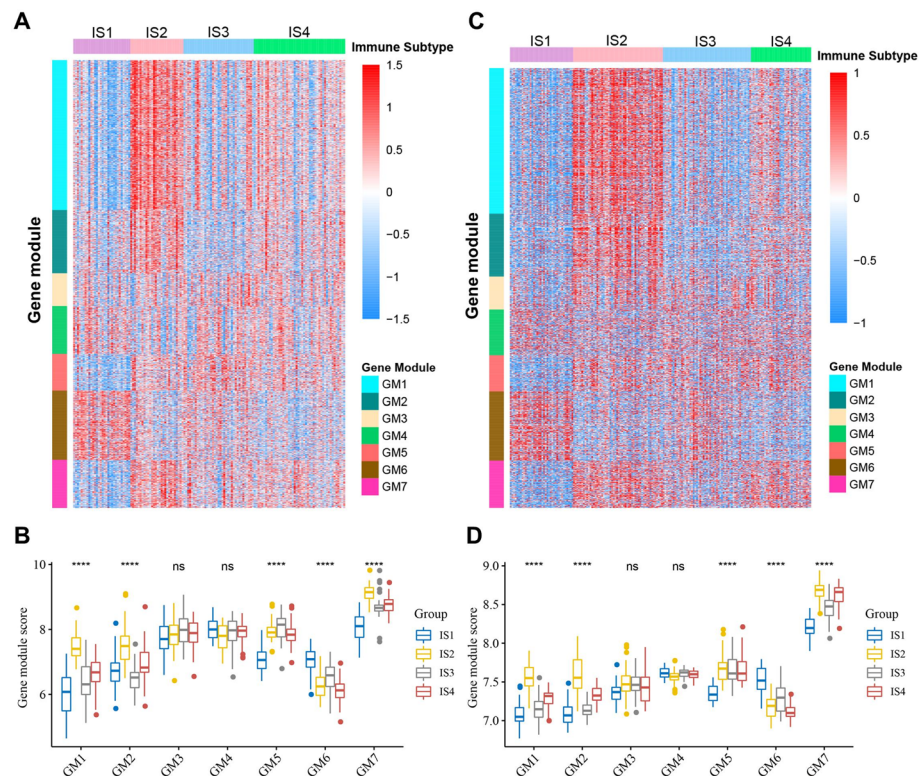 A
IS1 IS2 IS3 IS4
Immune Subtype
1.5
1
0.5
0
−0.5
−1
−1.5
Gene module
Gene Module
GM1
GM2
GM3
GM4
GM5
GM6
GM7
C
IS1 IS2 IS3 IS4
Immune Subtype
1
0.5
0
−0.5
−1
Gene module
Gene Module
GM1
GM2
GM3
GM4
GM5
GM6
GM7
B
10
8
6
Gene module score
**** **** ns ns **** **** ****
GM1 GM2 GM3 GM4 GM5 GM6 GM7
Group
IS1
IS2
IS3
IS4
D
9.0
8.5
8.0
7.5
7.0
Gene module score
**** **** ns ns **** **** ****
GM1 GM2 GM3 GM4 GM5 GM6 GM7
Group
IS1
IS2
IS3
IS4